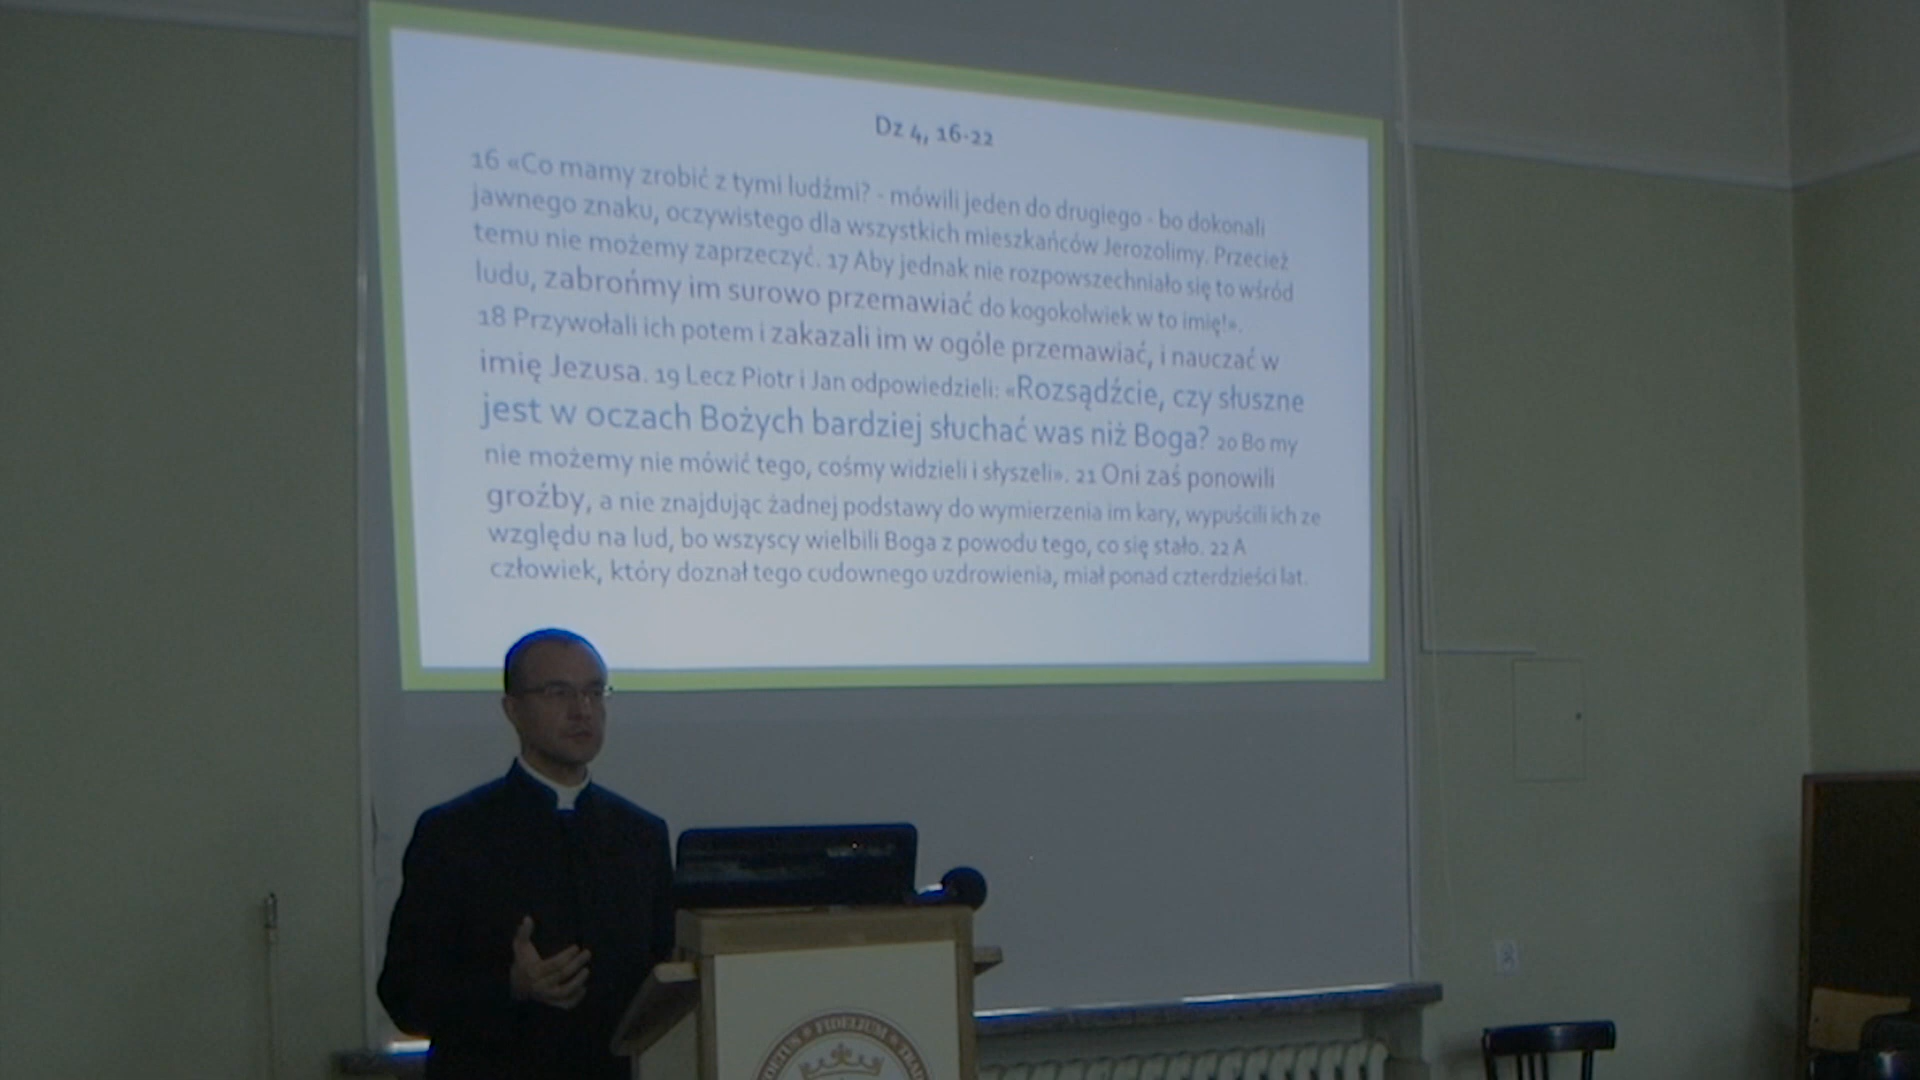 Dz 4, 16-22
16 «Co mamy zrobić z tymi ludźmi? - mówili jeden do drugiego - bo dokonali
jawnego znaku, oczywistego dla wszystkich mieszkańców Jerozolimy. Przecież
temu nie możemy zaprzeczyć. 17 Aby jednak nie rozpowszechniało się to wśród
ludu, zabrońmy im surowo przemawiać do kogokolwiek w to imię!».
18 Przywołali ich potem i zakazali im w ogóle przemawiać, i nauczać w
imię Jezusa. 19 Lecz Piotr i Jan odpowiedzieli: «Rozsądźcie, czy słuszne
jest w oczach Bożych bardziej słuchać was niż Boga? 20 Bo my
nie możemy nie mówić tego, cośmy widzieli i słyszeli». 21 Oni zaś ponowili
groźby, a nie znajdując żadnej podstawy do wymierzenia im kary, wypuścili ich ze
względu na lud, bo wszyscy wielbili Boga z powodu tego, co się stało. 22 A
człowiek, który doznał tego cudownego uzdrowienia, miał ponad czterdzieści lat.
FIDELIUM